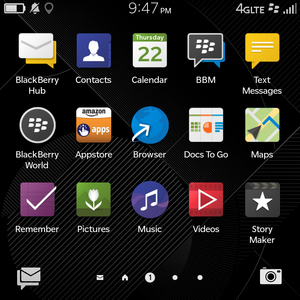 9:47 PM 4GLTE
Thursday
22
BlackBerry Hub
Contacts
Calendar
BBM
Text Messages
amazon
apps
BlackBerry World
Appstore
Browser
Docs To Go
Maps
Remember
Pictures
Music
Videos
Story Maker
1